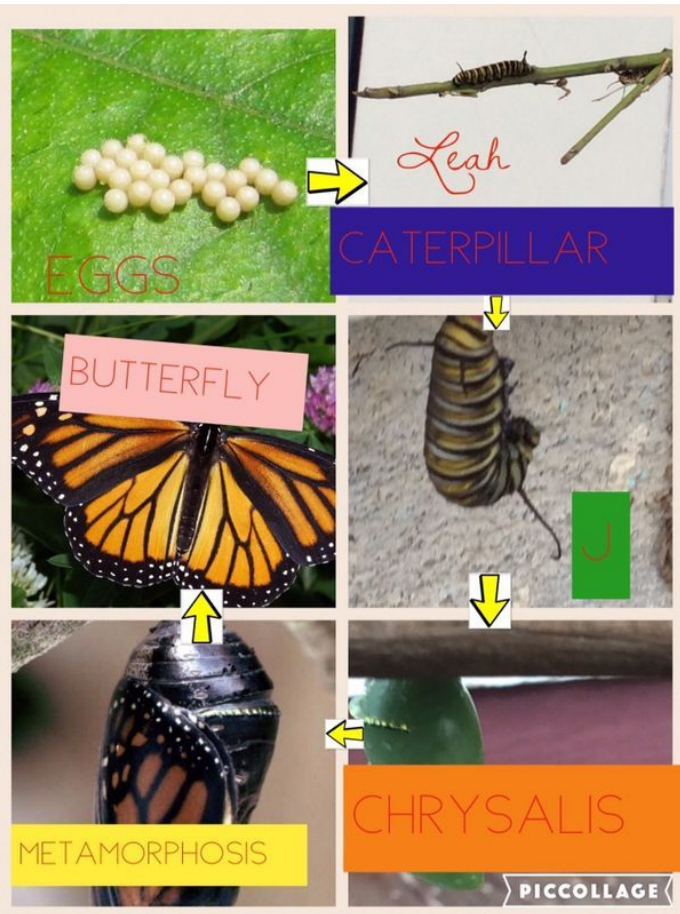 Leah
EGGS
CATERPILLAR
BUTTERFLY
J
METAMORPHOSIS
CHRYSALIS
PICCOLLAGE